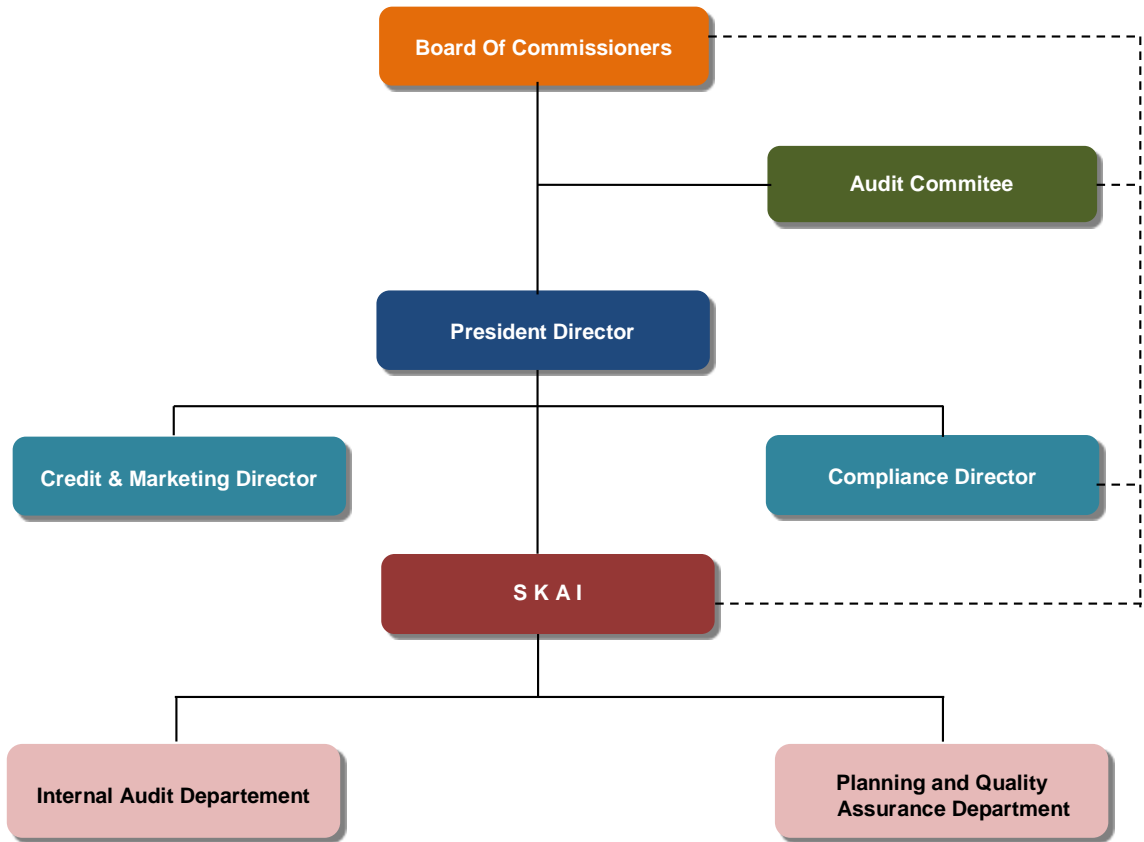 Board Of Commissioners
Audit Commitee
President Director
Credit & Marketing Director
Compliance Director
S K A I
Internal Audit Departement
Planning and Quality
Assurance Department